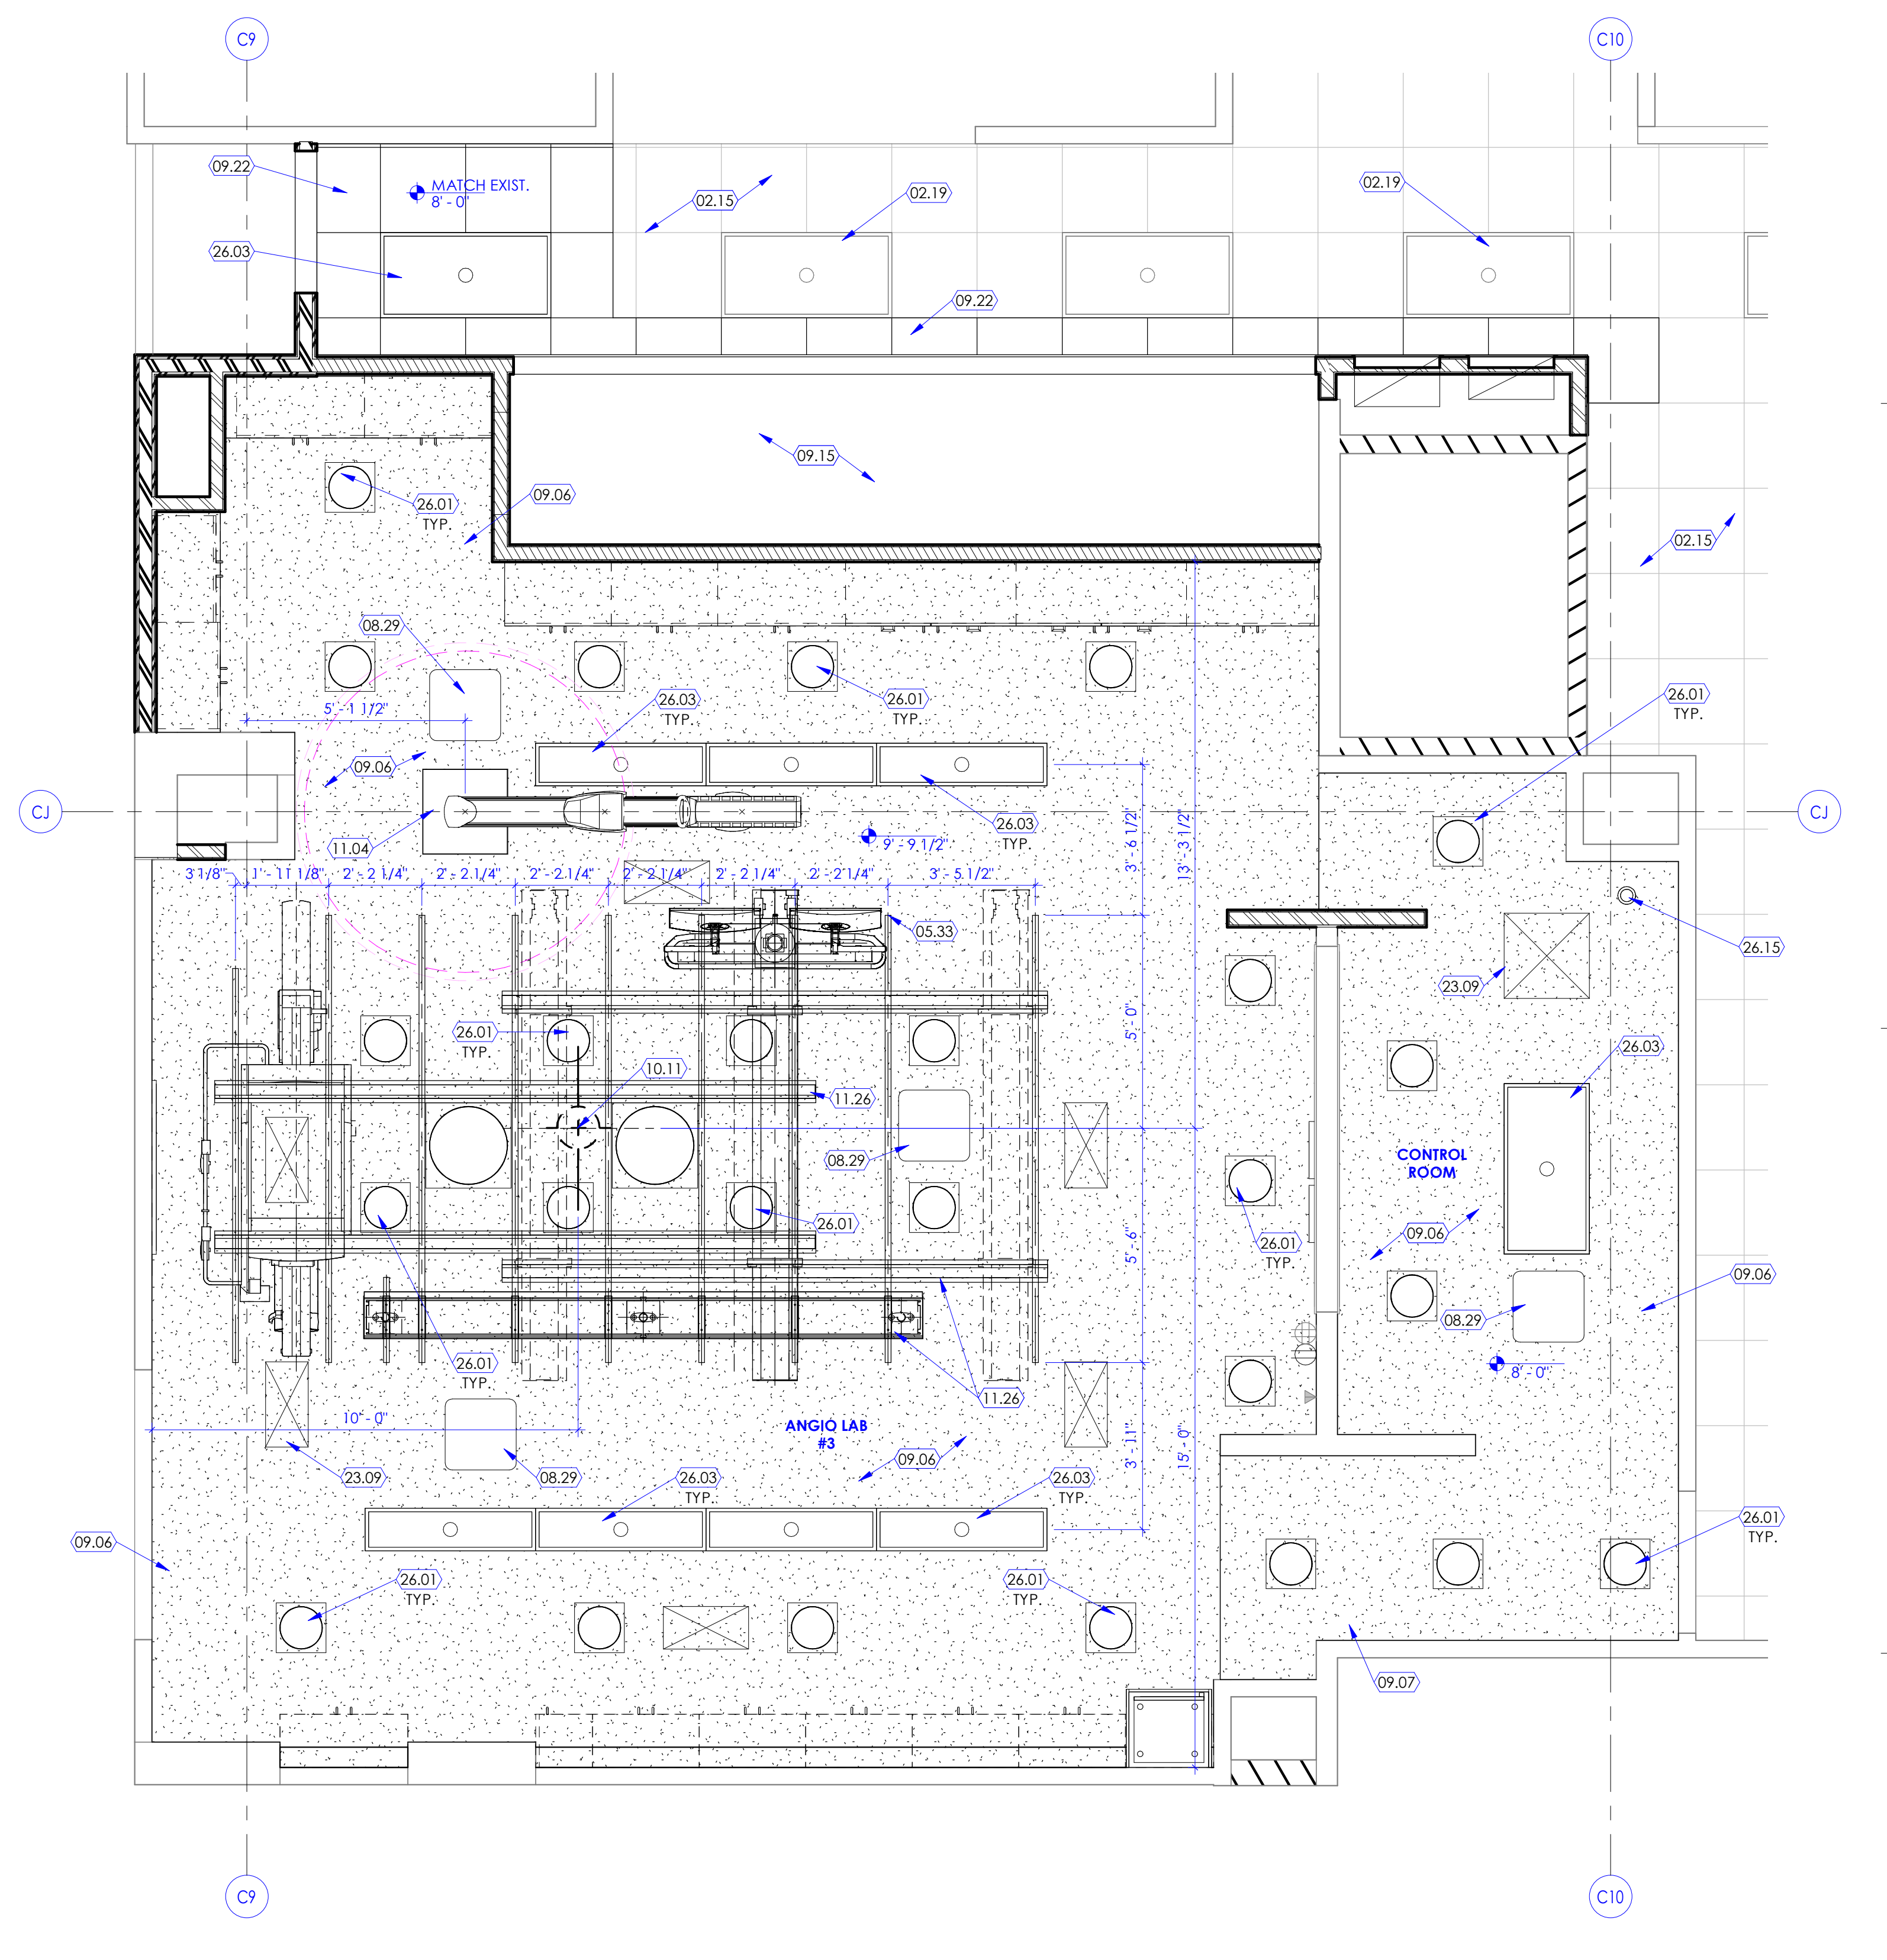 C9
C10
09.22
MATCH EXIST.
8' - 0"
02.15
02.19
02.19
26.03
09.22
09.15
26.01
TYP.
09.06
02.15
08.29
26.03
TYP.
26.01
TYP.
26.01
TYP.
5' - 1 1/2"
09.06
CJ
CJ
11.04
26.03
TYP.
9' - 9 1/2"
3' - 6 1/2"
13' - 3 1/2"
3 1/8"
1' - 11 1/8"
2' - 2 1/4"
2' - 2 1/4"
2' - 2 1/4"
2' - 2 1/4"
2' - 2 1/4"
2' - 2 1/4"
3' - 5 1/2"
05.33
26.15
23.09
26.01
TYP.
5' - 0"
10.11
11.26
26.03
08.29
CONTROL
ROOM
26.01
26.01
TYP.
09.06
5' - 6"
09.06
08.29
8' - 0"
26.01
TYP.
11.26
10' - 0"
ANGIO LAB
#3
3' - 11"
15' - 0"
09.06
23.09
08.29
26.03
TYP.
26.03
TYP.
09.06
26.01
TYP.
26.01
TYP.
26.01
TYP.
09.07
C9
C10